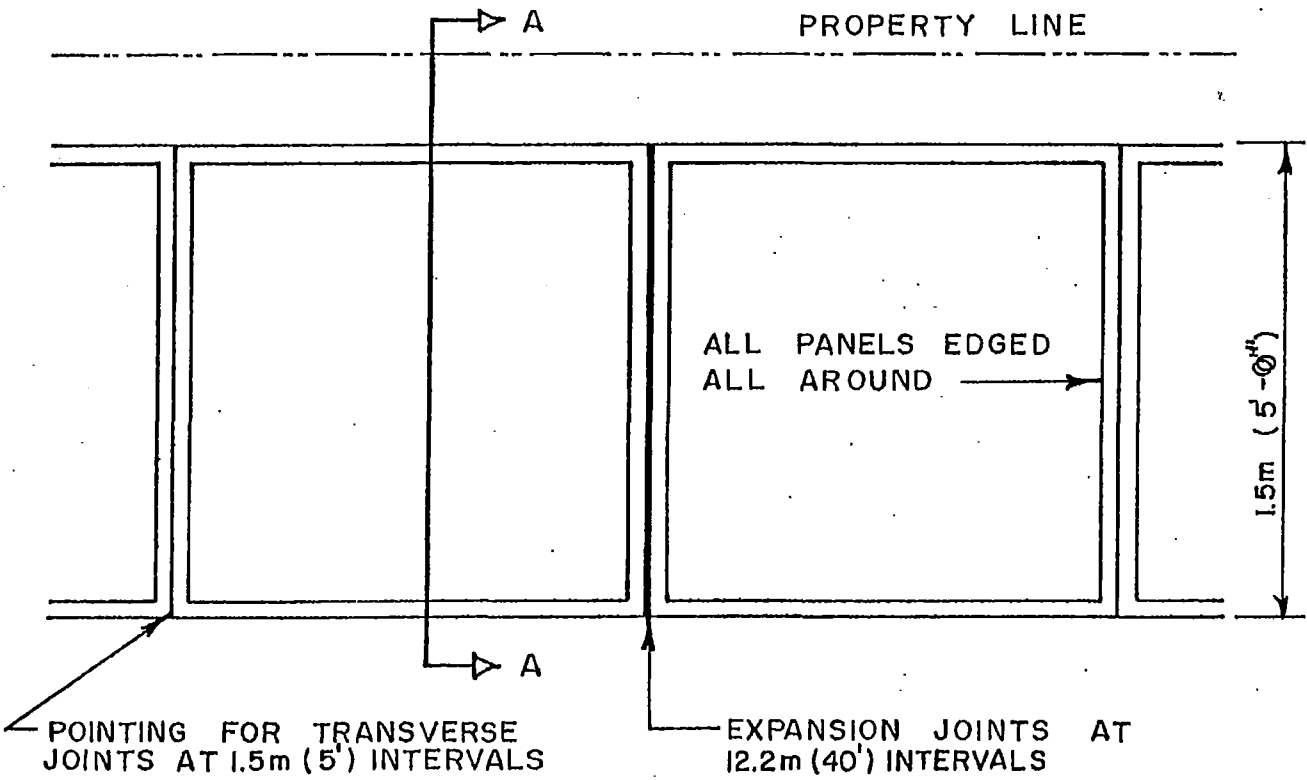 A PROPERTY LINE
ALL PANELS EDGED
ALL AROUND
1.5m (5'-0")
A
POINTING FOR TRANSVERSE
JOINTS AT 1.5m (5') INTERVALS
EXPANSION JOINTS AT
12.2m (40') INTERVALS